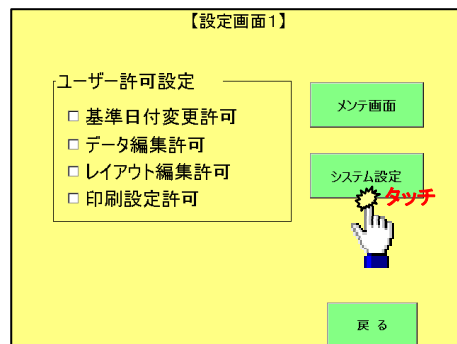 【設定画面1】
ユーザー許可設定
基準日付変更許可
データ編集許可
レイアウト編集許可
印刷設定許可
メンテ画面
システム設定
タッチ
戻る